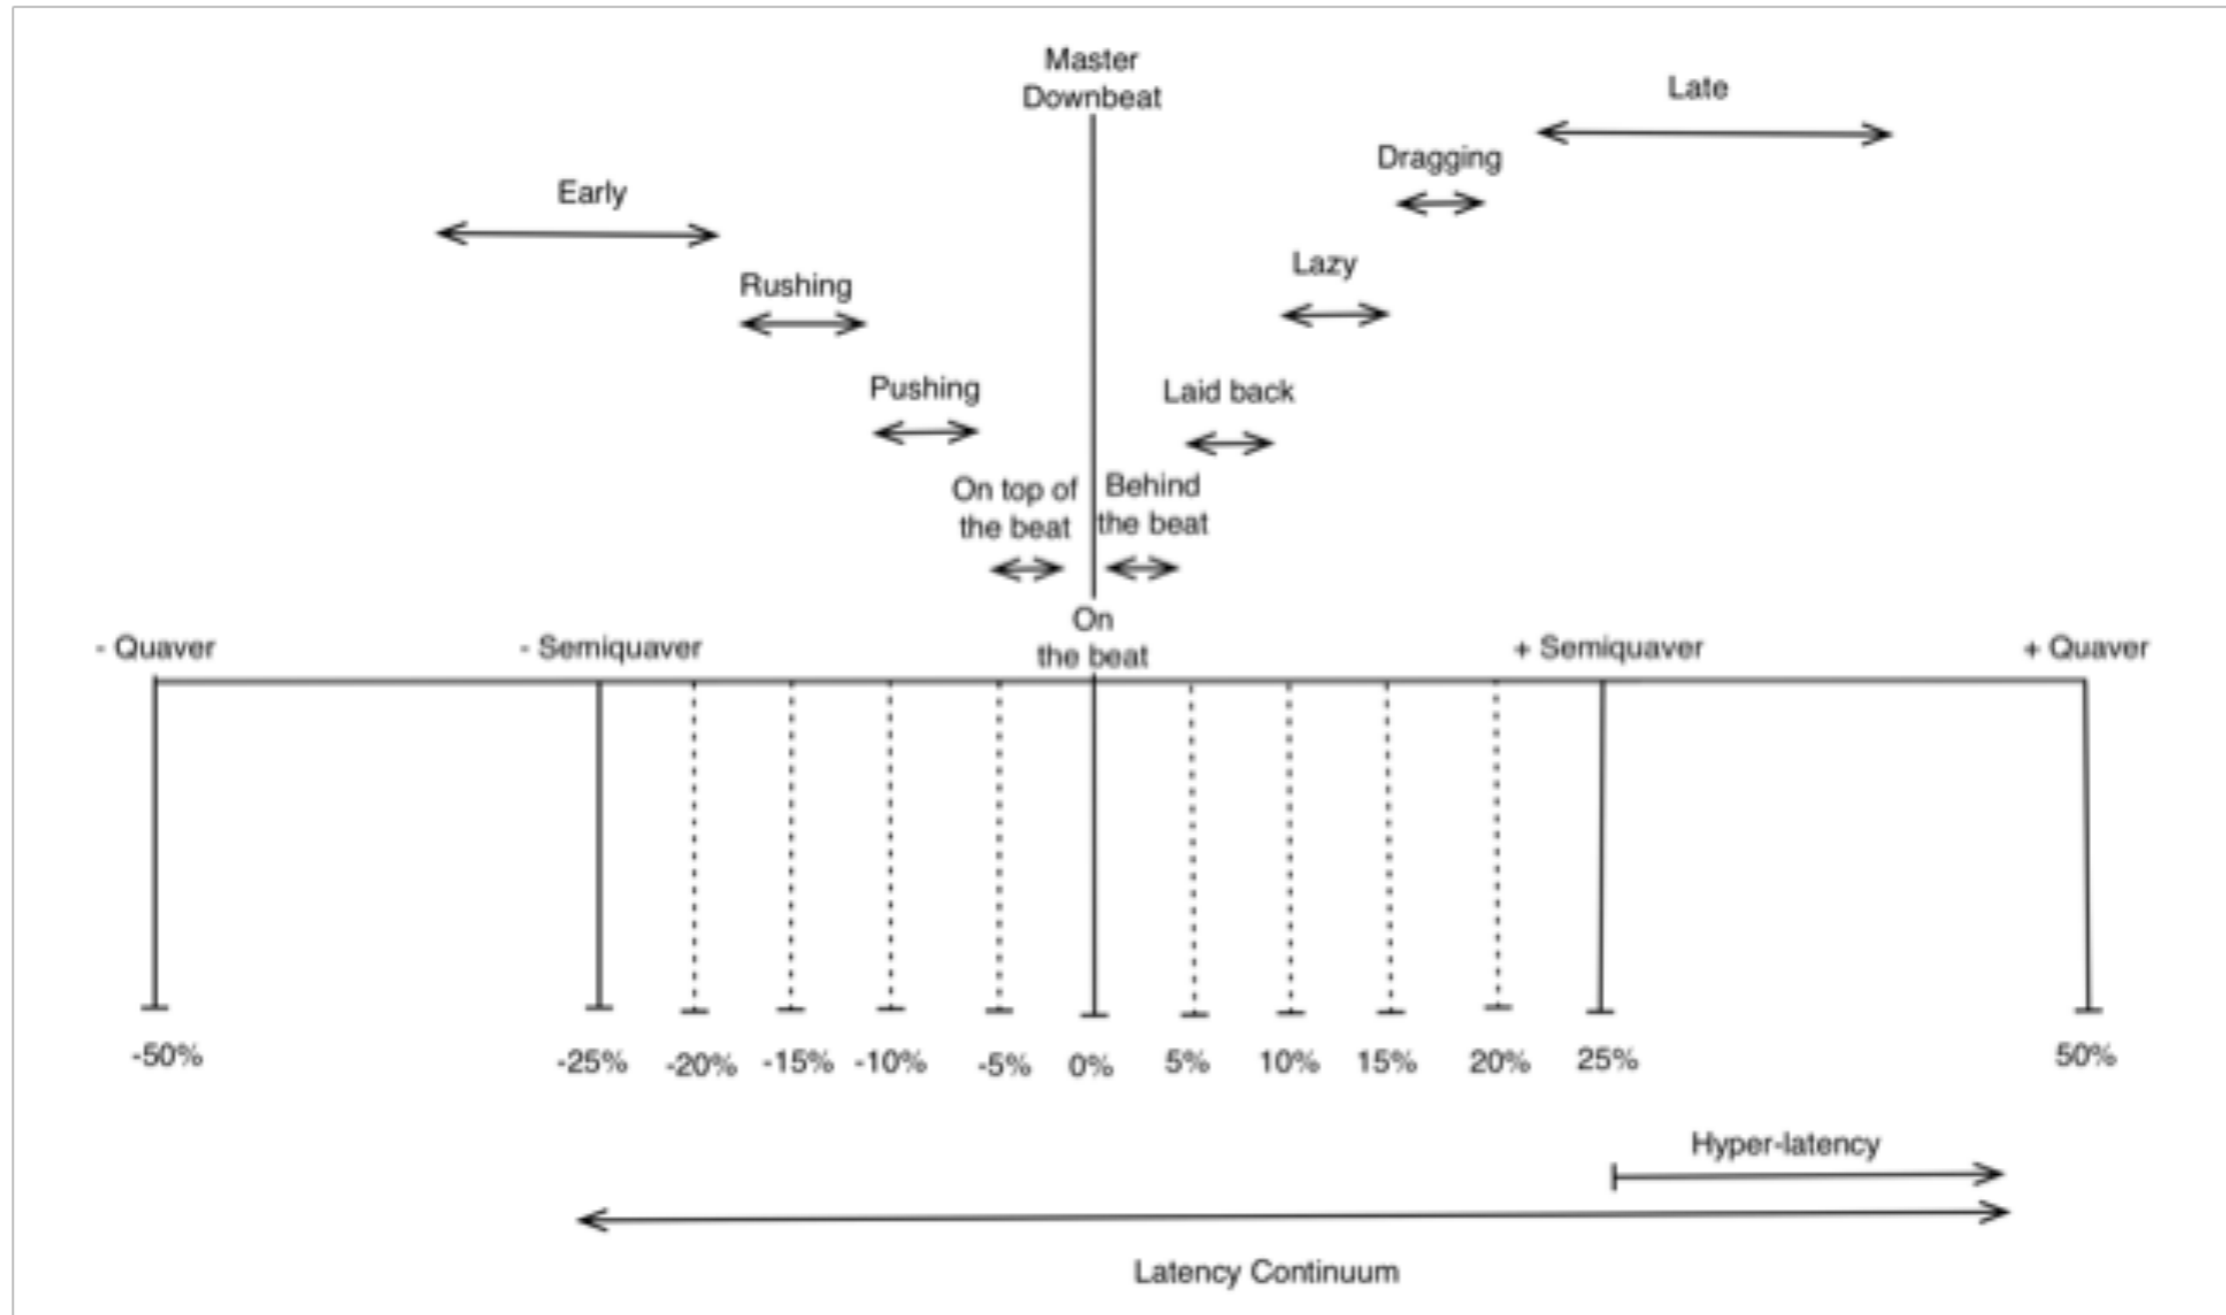 Master
Downbeat
Late
Dragging
Early
Lazy
Rushing
Pushing
Laid back
On top of
the beat
Behind
the beat
On
the beat
- Quaver
- Semiquaver
+ Semiquaver
+ Quaver
-50%
-25%
-20%
-15%
-10%
-5%
0%
5%
10%
15%
20%
25%
50%
Hyper-latency
Latency Continuum